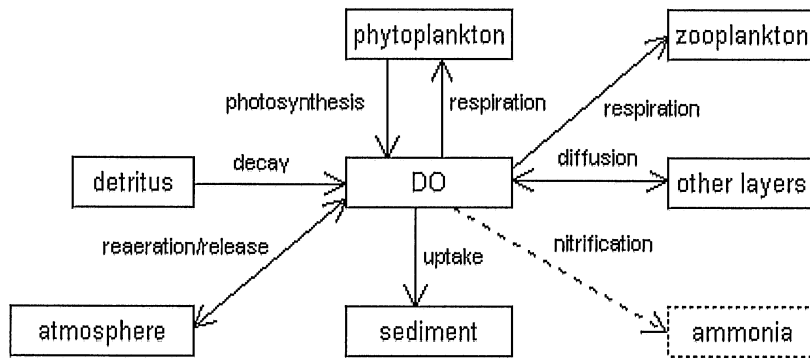 phytoplankton
zooplankton
photosynthesis
respiration
respiration
detritus
decay
DO
diffusion
other layers
reaeration/release
uptake
nitrification
atmosphere
sediment
ammonia